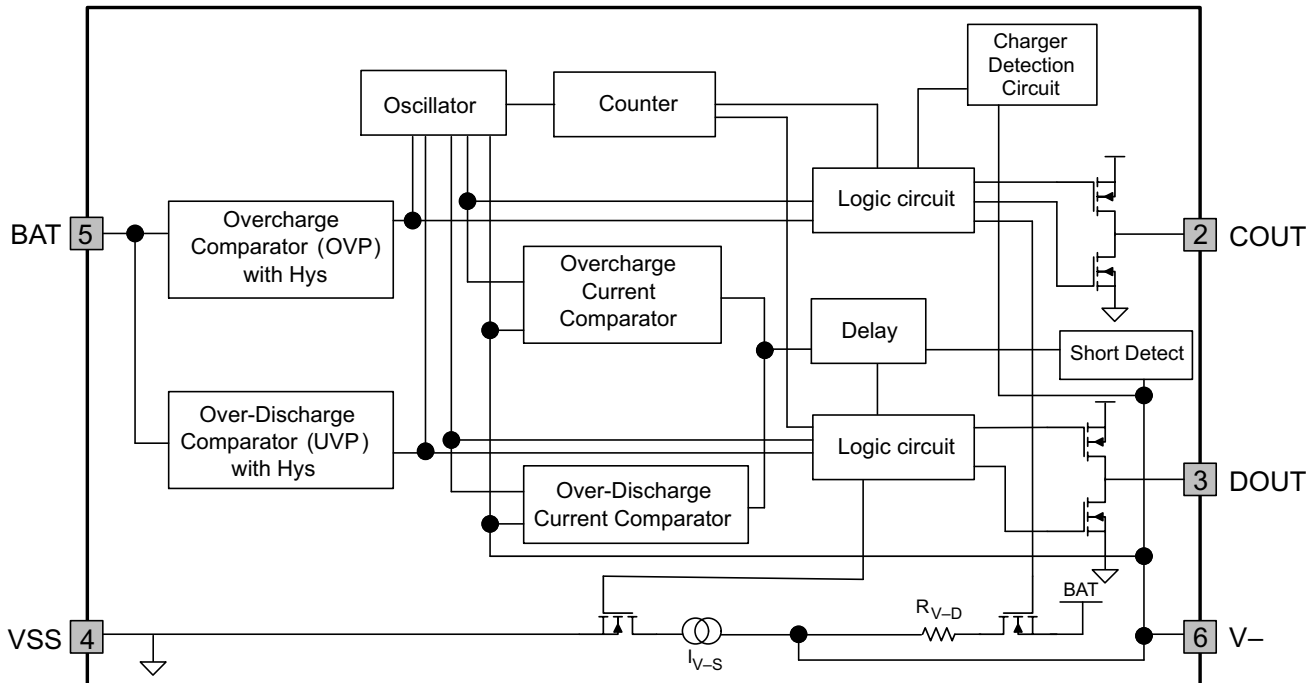 Charger
Detection
Circuit
Oscillator
Counter
Logic circuit
BAT
5
Overcharge
Comparator (OVP)
with Hys
2
COUT
Overcharge
Current
Comparator
Delay
Short Detect
Over-Discharge
Comparator (UVP)
with Hys
Logic circuit
3
DOUT
Over-Discharge
Current Comparator
BAT
RV–D
VSS
4
IV–S
6
V–